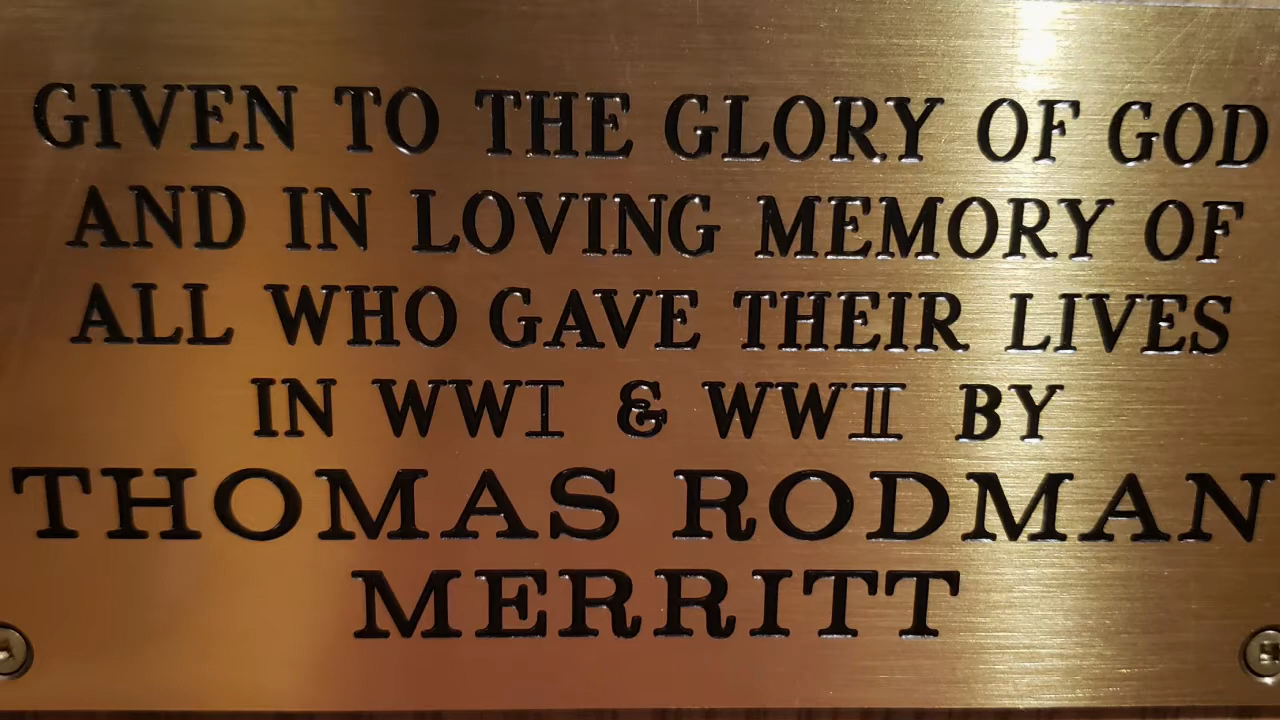 GIVEN TO THE GLORY OF GOD
AND IN LOVING MEMORY OF
ALL WHO GAVE THEIR LIVES
IN WWI & WWII BY
THOMAS RODMAN
MERRITT